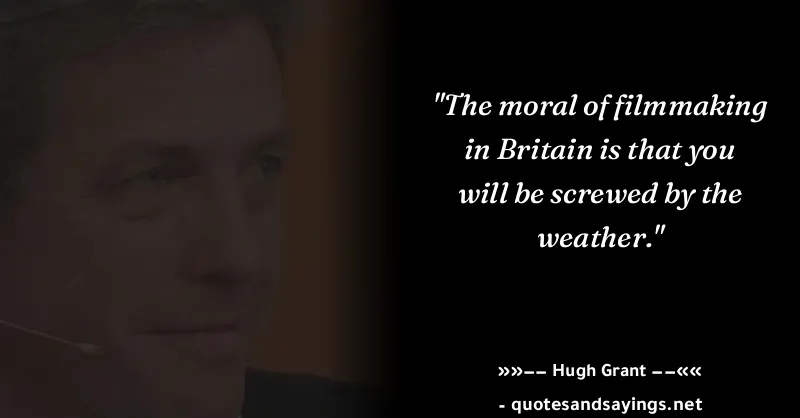 "The moral of filmmaking
in Britain is that you
will be screwed by the
weather."
»»−− Hugh Grant −−««
- quotesandsayings.net